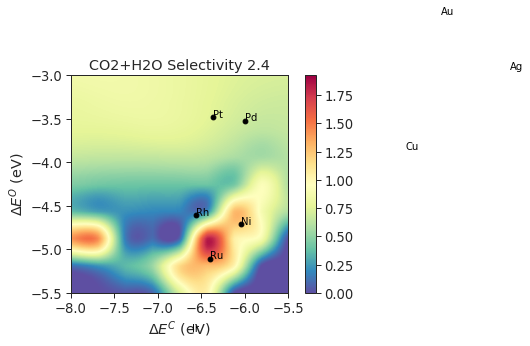 Au
CO2+H2O Selectivity 2.4
Ag
−3.0
−3.5
−4.0
−4.5
−5.0
−5.5
ΔE^O (eV)
Pt
Pd
Cu
Rh
Ni
Ru
1.75
1.50
1.25
1.00
0.75
0.50
0.25
0.00
−8.0 −7.5 −7.0 −6.5 −6.0 −5.5
ΔE^C (eV)
Ir